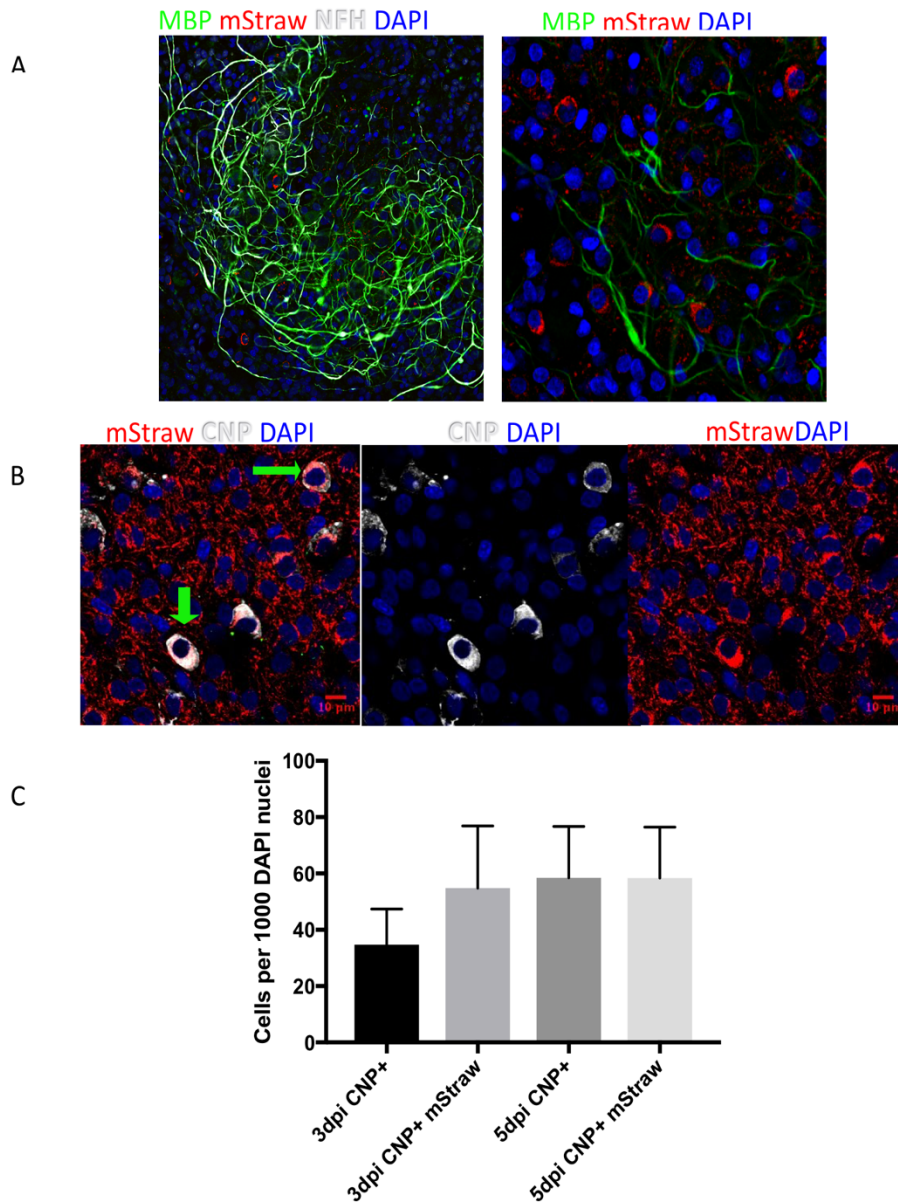 MBP mStraw NFH DAPI
MBP mStraw DAPI
A
mStraw CNP DAPI
CNP DAPI
mStrawDAPI
B
10 µm
10 µm
C
Cells per 1000 DAPI nuclei
100
80
60
40
20
0
3dpi CNP+
3dpi CNP+ mStraw
5dpi CNP+
5dpi CNP+ mStraw